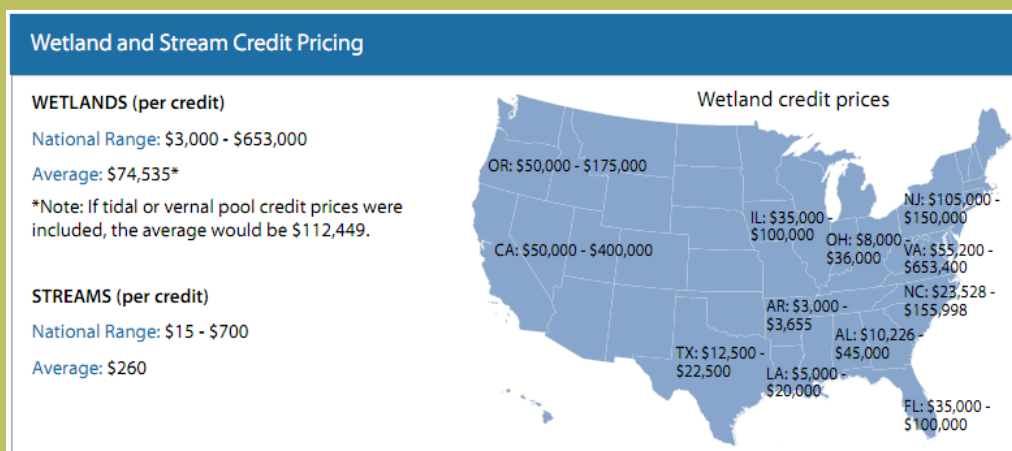 Wetland and Stream Credit Pricing
WETLANDS (per credit)
National Range: $3,000 - $653,000
Average: $74,535*
*Note: If tidal or vernal pool credit prices were
included, the average would be $112,449.
STREAMS (per credit)
National Range: $15 - $700
Average: $260
Wetland credit prices
OR: $50,000 - $175,000
CA: $50,000 - $400,000
IL: $35,000 -
$100,000
OH: $8,000 -
$36,000
NJ: $105,000 -
$150,000
VA: $55,200 -
$653,400
NC: $23,528 -
$155,998
AR: $3,000 -
$3,655
AL: $10,226 -
$45,000
TX: $12,500 -
$22,500
LA: $5,000 -
$20,000
FL: $35,000 -
$100,000